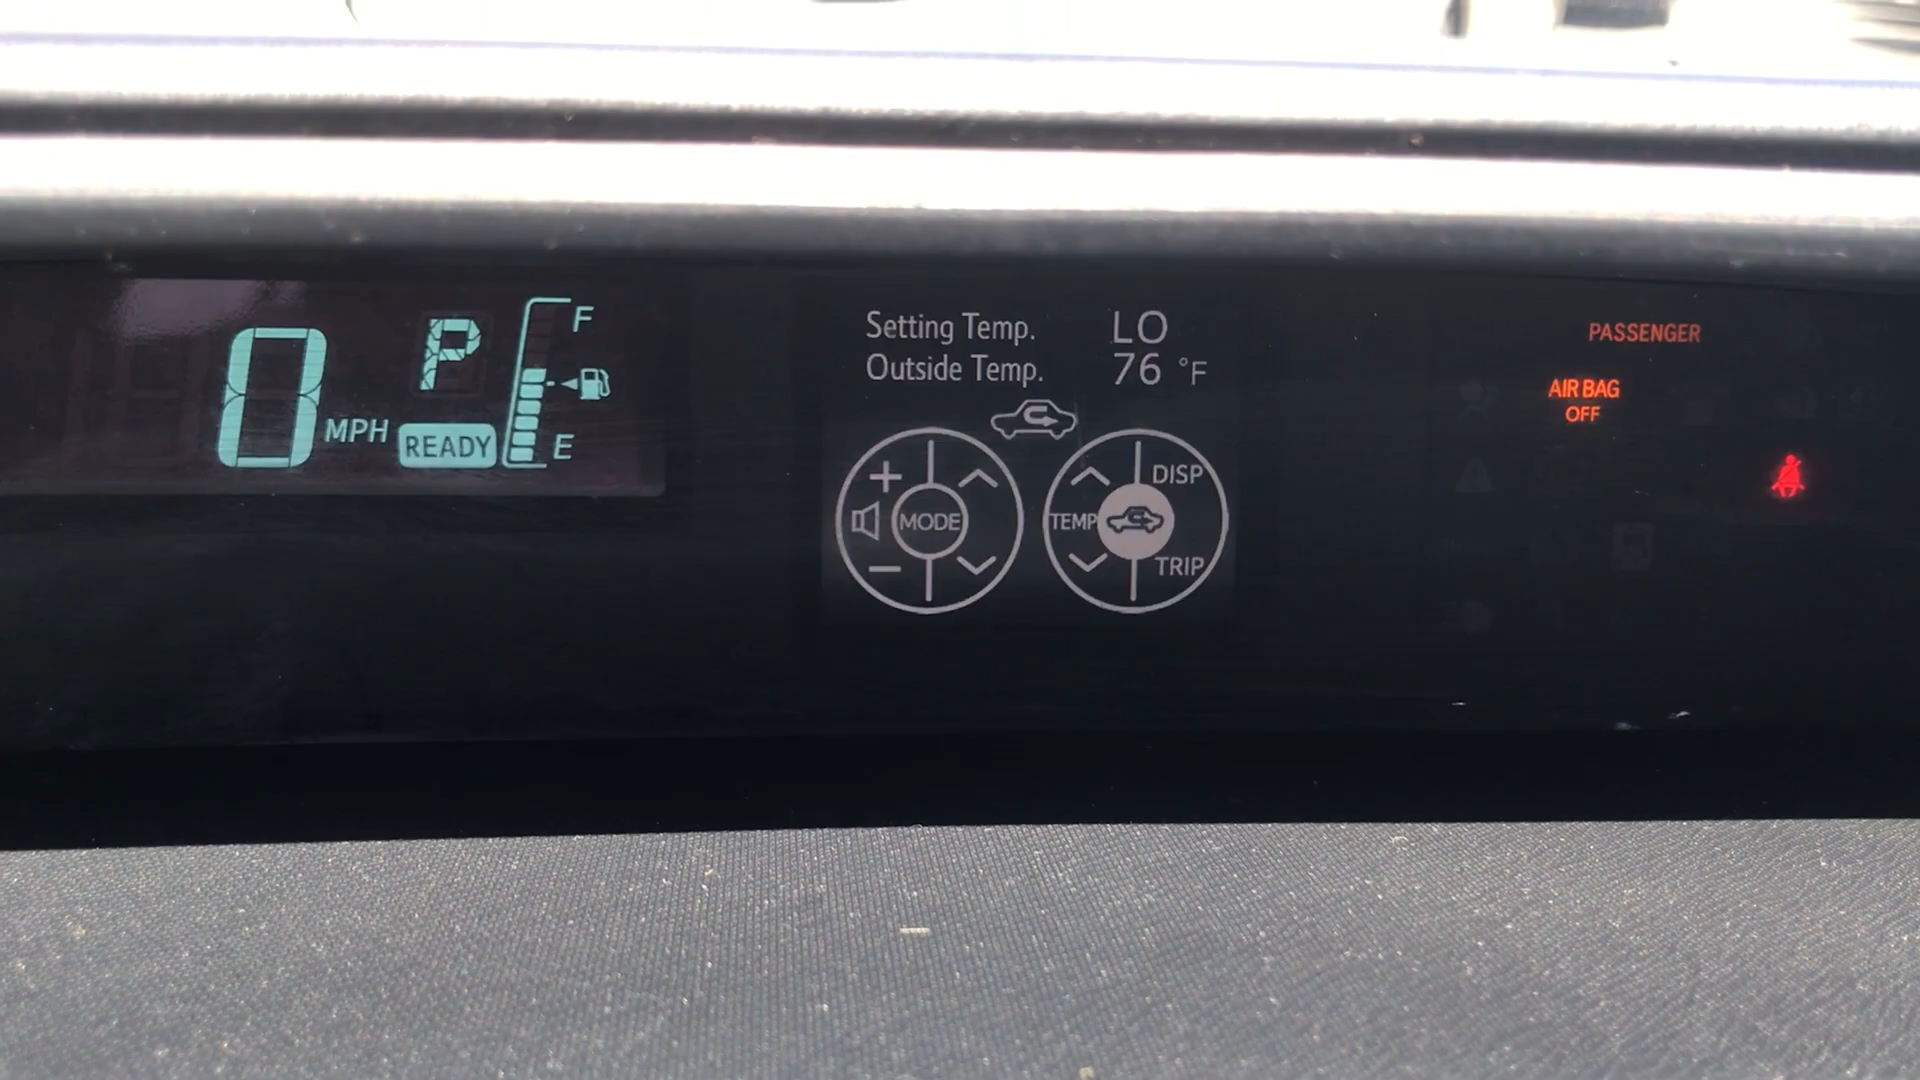 0 MPH
P
READY
F
E
Setting Temp. LO
Outside Temp. 76 °F
+
MODE
−
DISP
TEMP
TRIP
PASSENGER
AIR BAG
OFF